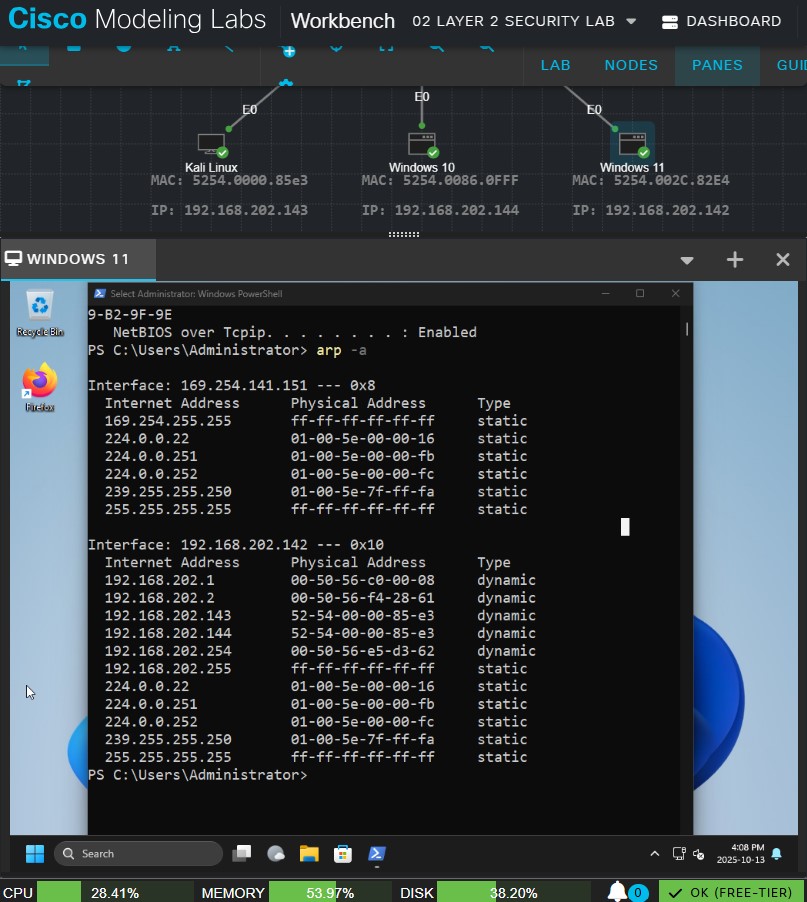 Cisco Modeling Labs Workbench 02 LAYER 2 SECURITY LAB DASHBOARD
LAB NODES PANES GUI
E0 E0 E0
Kali Linux Windows 10 Windows 11
MAC: 5254.0000.85e3 MAC: 5254.0086.0FFF MAC: 5254.002C.82E4
IP: 192.168.202.143 IP: 192.168.202.144 IP: 192.168.202.142
WINDOWS 11
Recycle Bin
Firefox
Select Administrator: Windows PowerShell
9-B2-9F-9E
NetBIOS over Tcpip. . . . . . . . : Enabled
PS C:\Users\Administrator> arp -a
Interface: 169.254.141.151 --- 0x8
Internet Address Physical Address Type
169.254.255.255 ff-ff-ff-ff-ff-ff static
224.0.0.22 01-00-5e-00-00-16 static
224.0.0.251 01-00-5e-00-00-fb static
224.0.0.252 01-00-5e-00-00-fc static
239.255.255.250 01-00-5e-7f-ff-fa static
255.255.255.255 ff-ff-ff-ff-ff-ff static
Interface: 192.168.202.142 --- 0x10
Internet Address Physical Address Type
192.168.202.1 00-50-56-c0-00-08 dynamic
192.168.202.2 00-50-56-f4-28-61 dynamic
192.168.202.143 52-54-00-00-85-e3 dynamic
192.168.202.144 52-54-00-00-85-e3 dynamic
192.168.202.254 00-50-56-e5-d3-62 dynamic
192.168.202.255 ff-ff-ff-ff-ff-ff static
224.0.0.22 01-00-5e-00-00-16 static
224.0.0.251 01-00-5e-00-00-fb static
224.0.0.252 01-00-5e-00-00-fc static
239.255.255.250 01-00-5e-7f-ff-fa static
255.255.255.255 ff-ff-ff-ff-ff-ff static
PS C:\Users\Administrator>
Search
4:08 PM
2025-10-13
CPU 28.41% MEMORY 53.97% DISK 38.20% 0 OK (FREE-TIER)